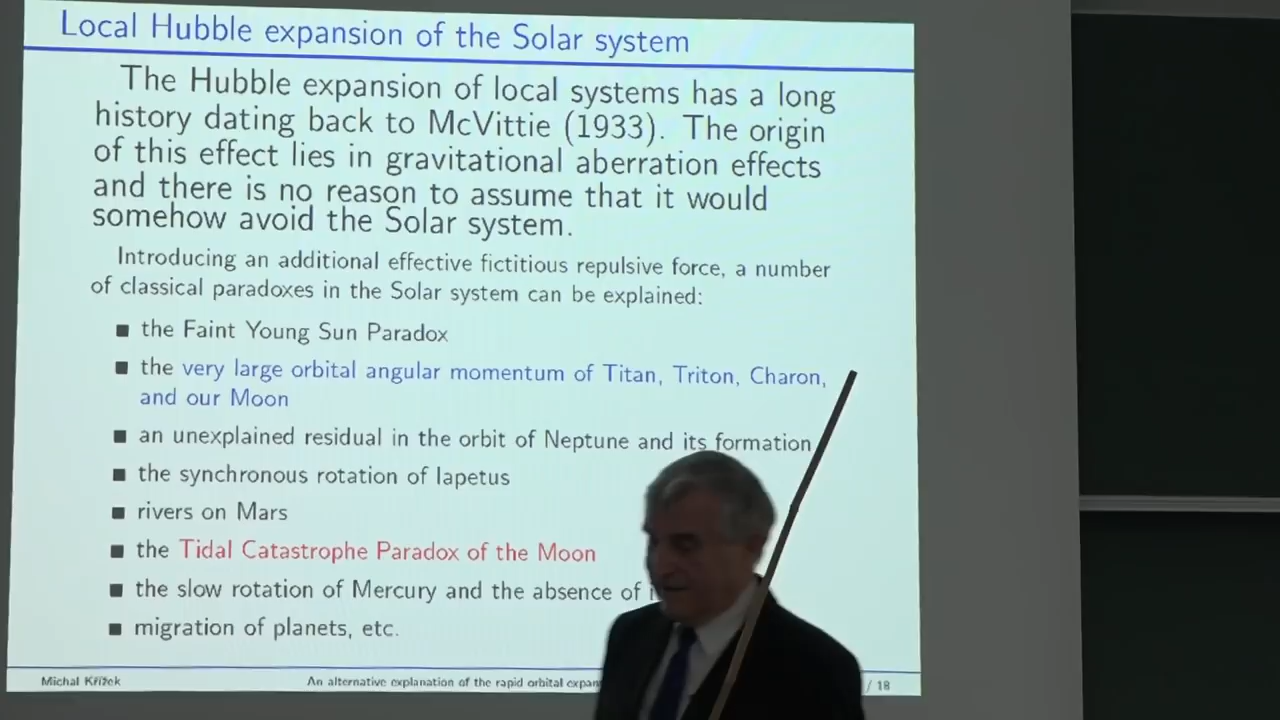 Local Hubble expansion of the Solar system
The Hubble expansion of local systems has a long
history dating back to McVittie (1933). The origin
of this effect lies in gravitational aberration effects
and there is no reason to assume that it would
somehow avoid the Solar system.
Introducing an additional effective fictitious repulsive force, a number
of classical paradoxes in the Solar system can be explained:
■ the Faint Young Sun Paradox
■ the very large orbital angular momentum of Titan, Triton, Charon,
and our Moon
■ an unexplained residual in the orbit of Neptune and its formation
■ the synchronous rotation of Iapetus
■ rivers on Mars
■ the Tidal Catastrophe Paradox of the Moon
■ the slow rotation of Mercury and the absence of
■ migration of planets, etc.
Michal Křížek An alternative explanation of the rapid orbital / 18